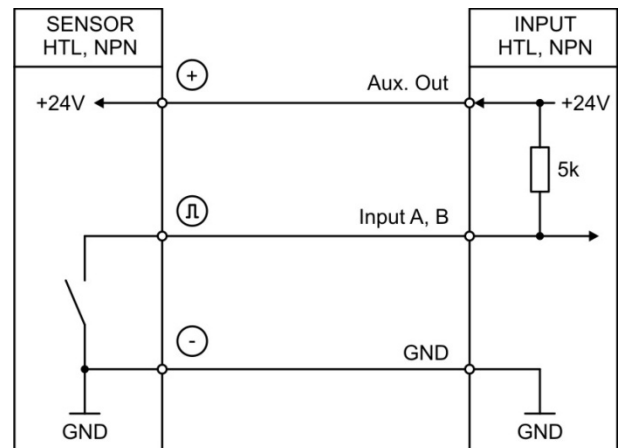 SENSOR
HTL, NPN
INPUT
HTL, NPN
+
Aux. Out
+24V
+24V
5k
Input A, B
-
GND
GND
GND